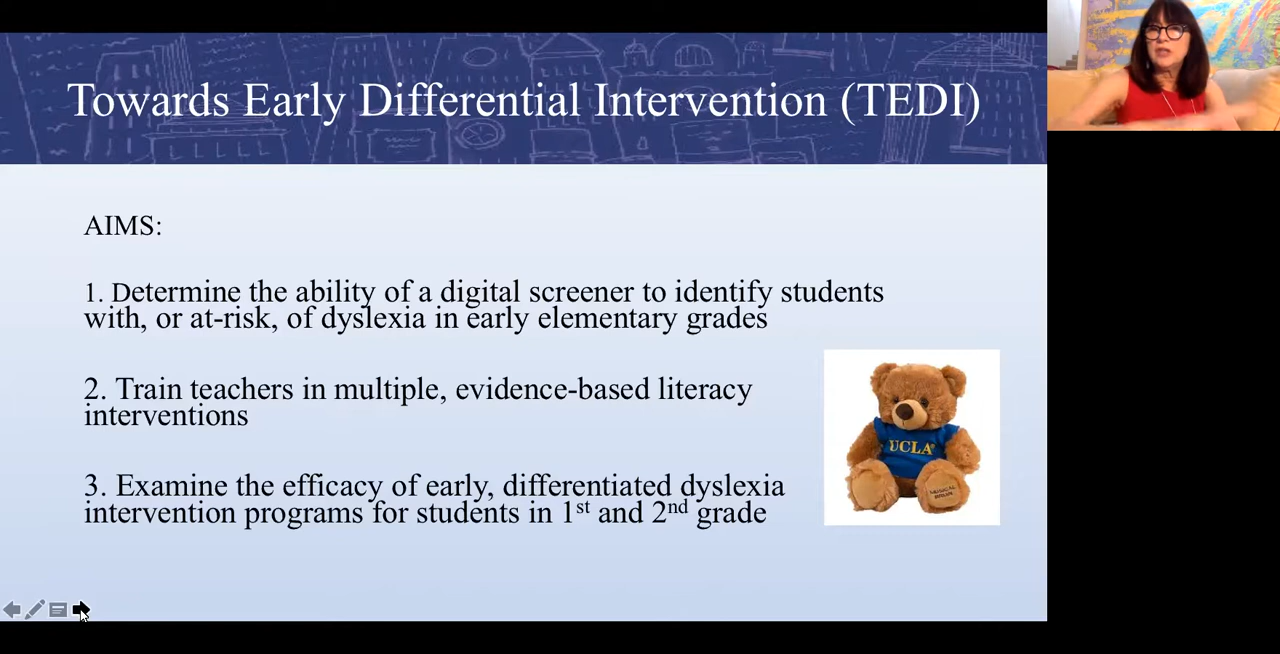 Towards Early Differential Intervention (TEDI)
AIMS:
1. Determine the ability of a digital screener to identify students
with, or at-risk, of dyslexia in early elementary grades
2. Train teachers in multiple, evidence-based literacy
interventions
3. Examine the efficacy of early, differentiated dyslexia
intervention programs for students in 1st and 2nd grade
UCLA